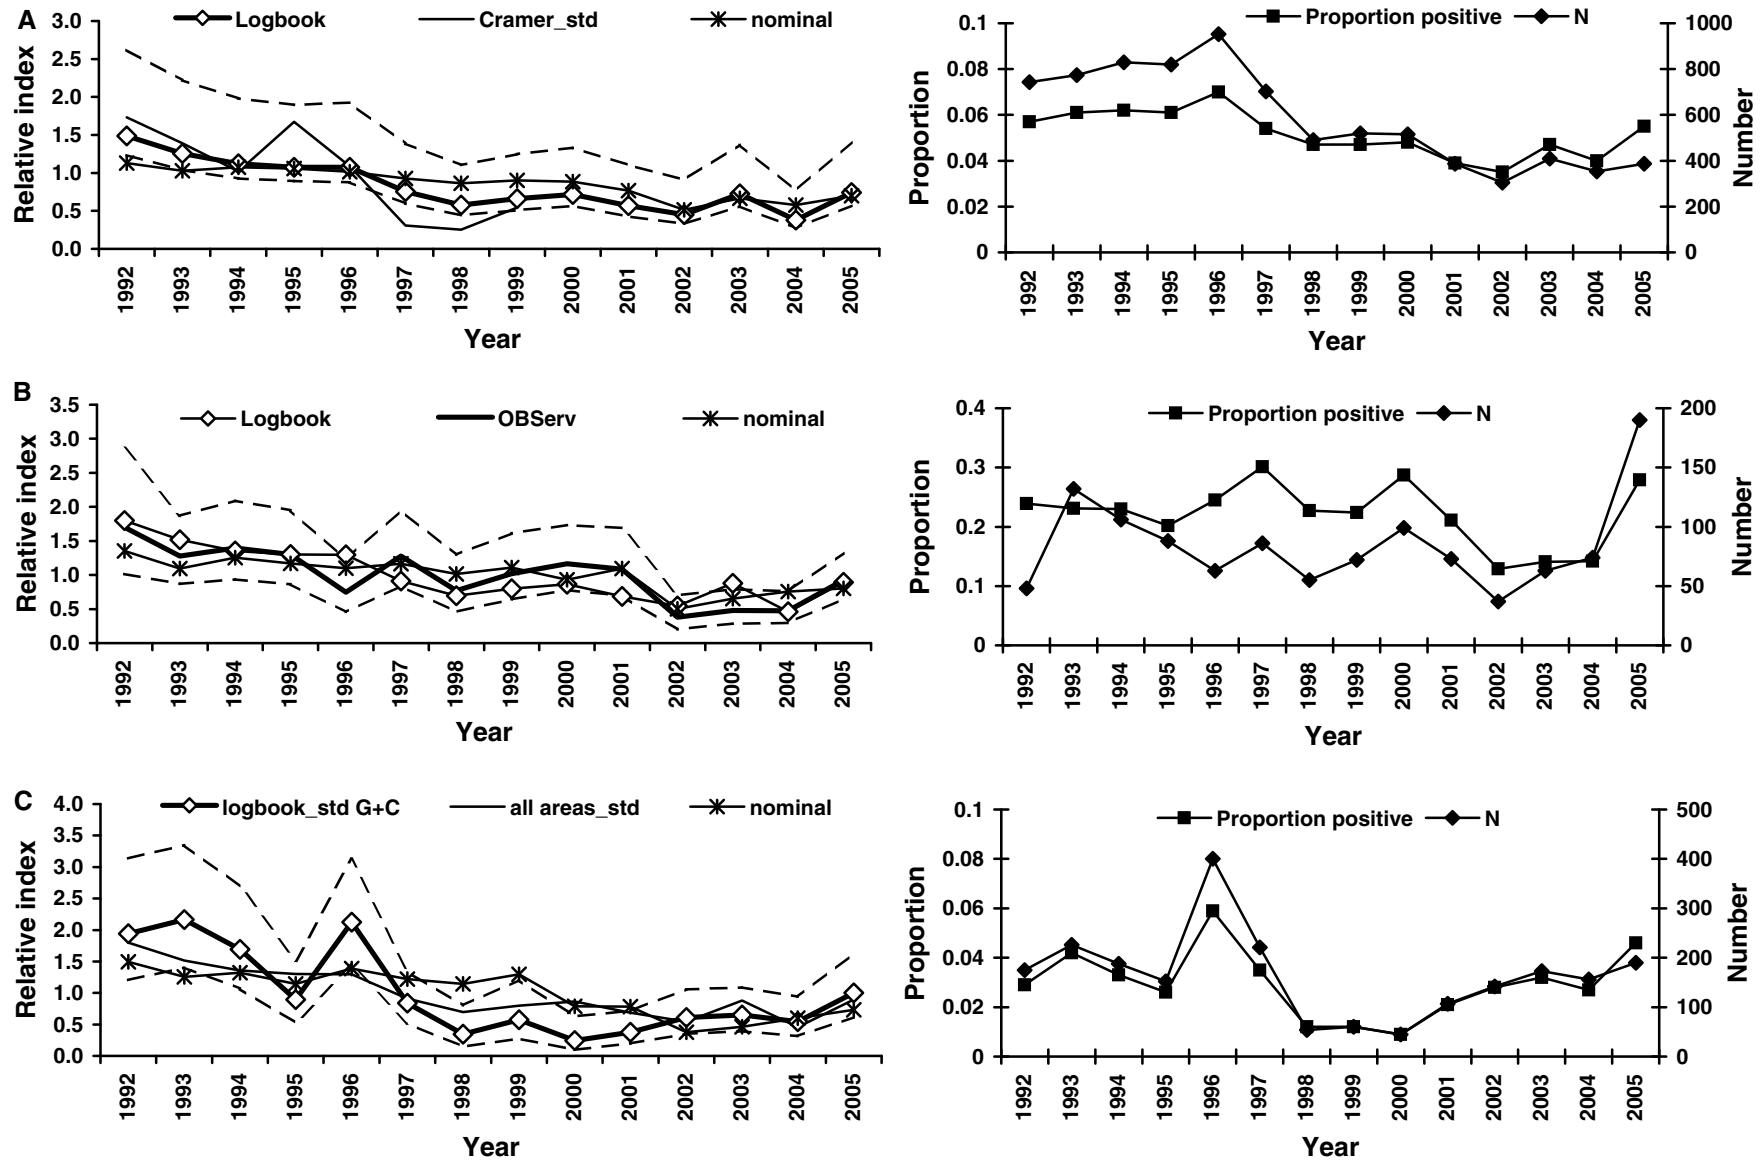 A
Logbook Cramer_std nominal
Relative index
3.0
2.5
2.0
1.5
1.0
0.5
0.0
1992 1993 1994 1995 1996 1997 1998 1999 2000 2001 2002 2003 2004 2005
Year
Proportion positive N
Proportion
0.1
0.08
0.06
0.04
0.02
0
Number
1000
800
600
400
200
0
1992 1993 1994 1995 1996 1997 1998 1999 2000 2001 2002 2003 2004 2005
Year
B
Logbook OBServ nominal
Relative index
3.5
3.0
2.5
2.0
1.5
1.0
0.5
0.0
1992 1993 1994 1995 1996 1997 1998 1999 2000 2001 2002 2003 2004 2005
Year
Proportion positive N
Proportion
0.4
0.3
0.2
0.1
0
Number
200
150
100
50
0
1992 1993 1994 1995 1996 1997 1998 1999 2000 2001 2002 2003 2004 2005
Year
C
logbook_std G+C all areas_std nominal
Relative index
4.0
3.5
3.0
2.5
2.0
1.5
1.0
0.5
0.0
1992 1993 1994 1995 1996 1997 1998 1999 2000 2001 2002 2003 2004 2005
Year
Proportion positive N
Proportion
0.1
0.08
0.06
0.04
0.02
0
Number
500
400
300
200
100
0
1992 1993 1994 1995 1996 1997 1998 1999 2000 2001 2002 2003 2004 2005
Year